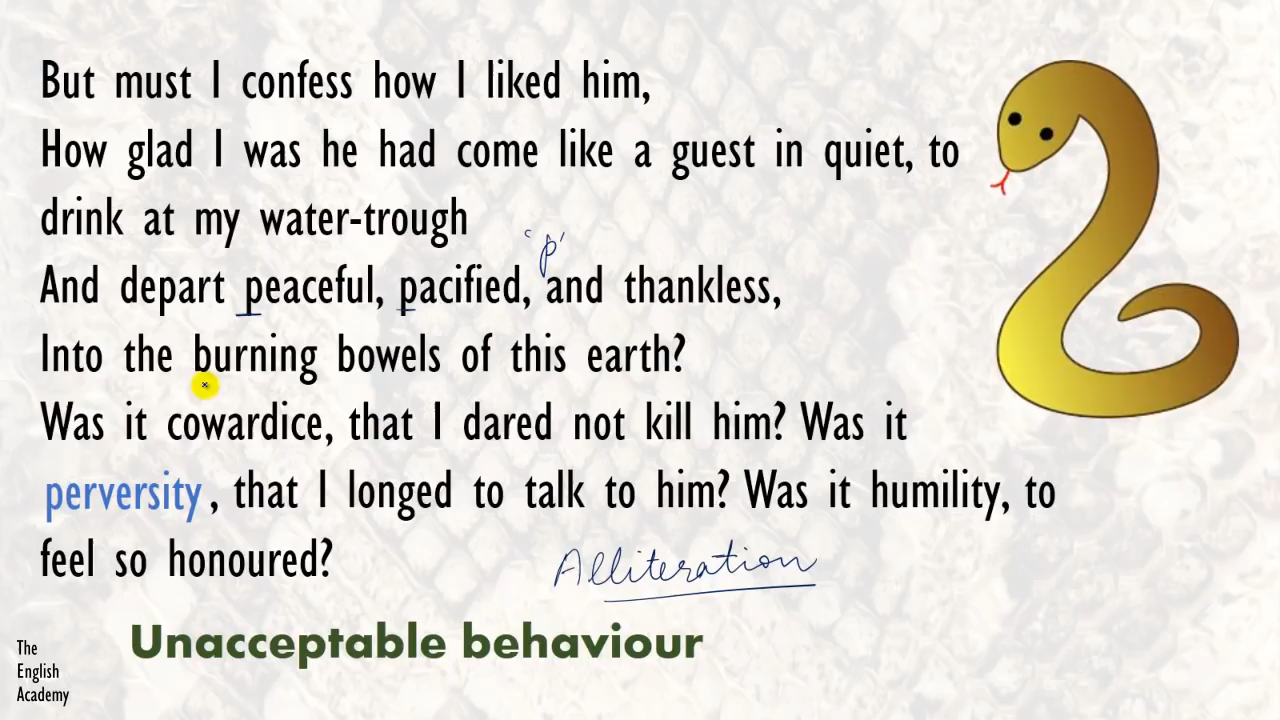 But must I confess how I liked him,
How glad I was he had come like a guest in quiet, to
drink at my water-trough
'p'
And depart peaceful, pacified, and thankless,
Into the burning bowels of this earth?
Was it cowardice, that I dared not kill him? Was it
perversity, that I longed to talk to him? Was it humility, to
feel so honoured?
Alliteration
Unacceptable behaviour
The
English
Academy